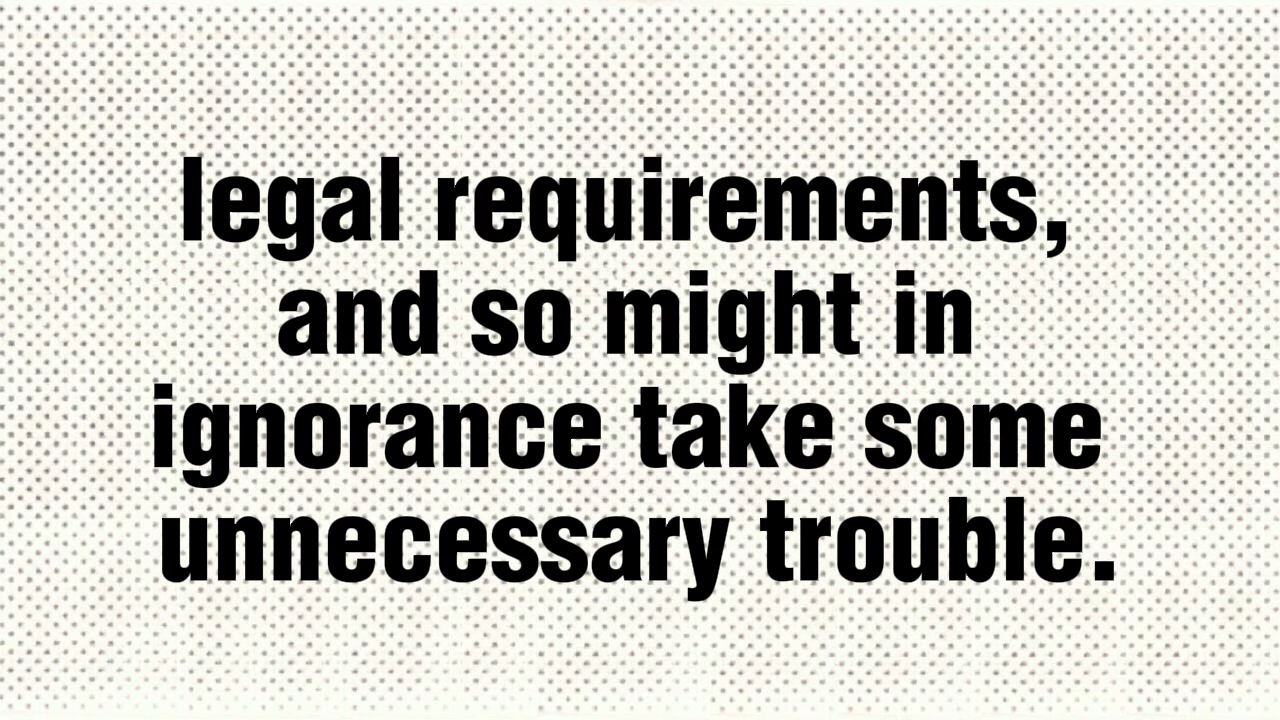 legal requirements,
and so might in
ignorance take some
unnecessary trouble.